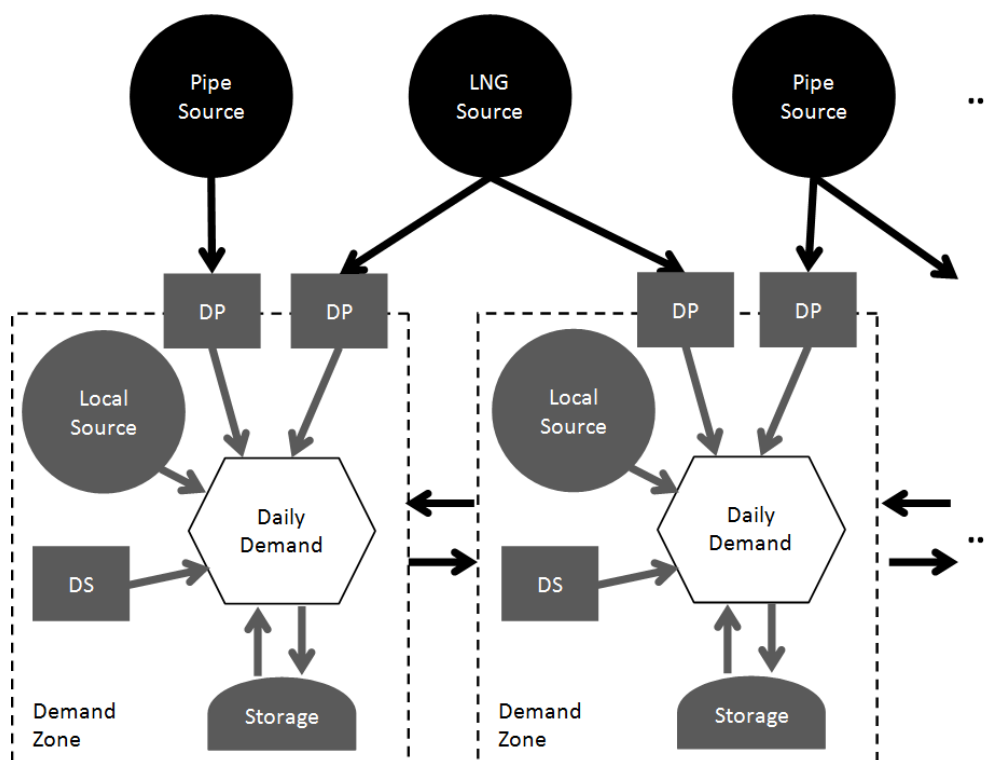 Pipe
Source
LNG
Source
Pipe
Source
..
DP
DP
DP
DP
Local
Source
Local
Source
Daily
Demand
Daily
Demand
..
DS
DS
Storage
Storage
Demand
Zone
Demand
Zone